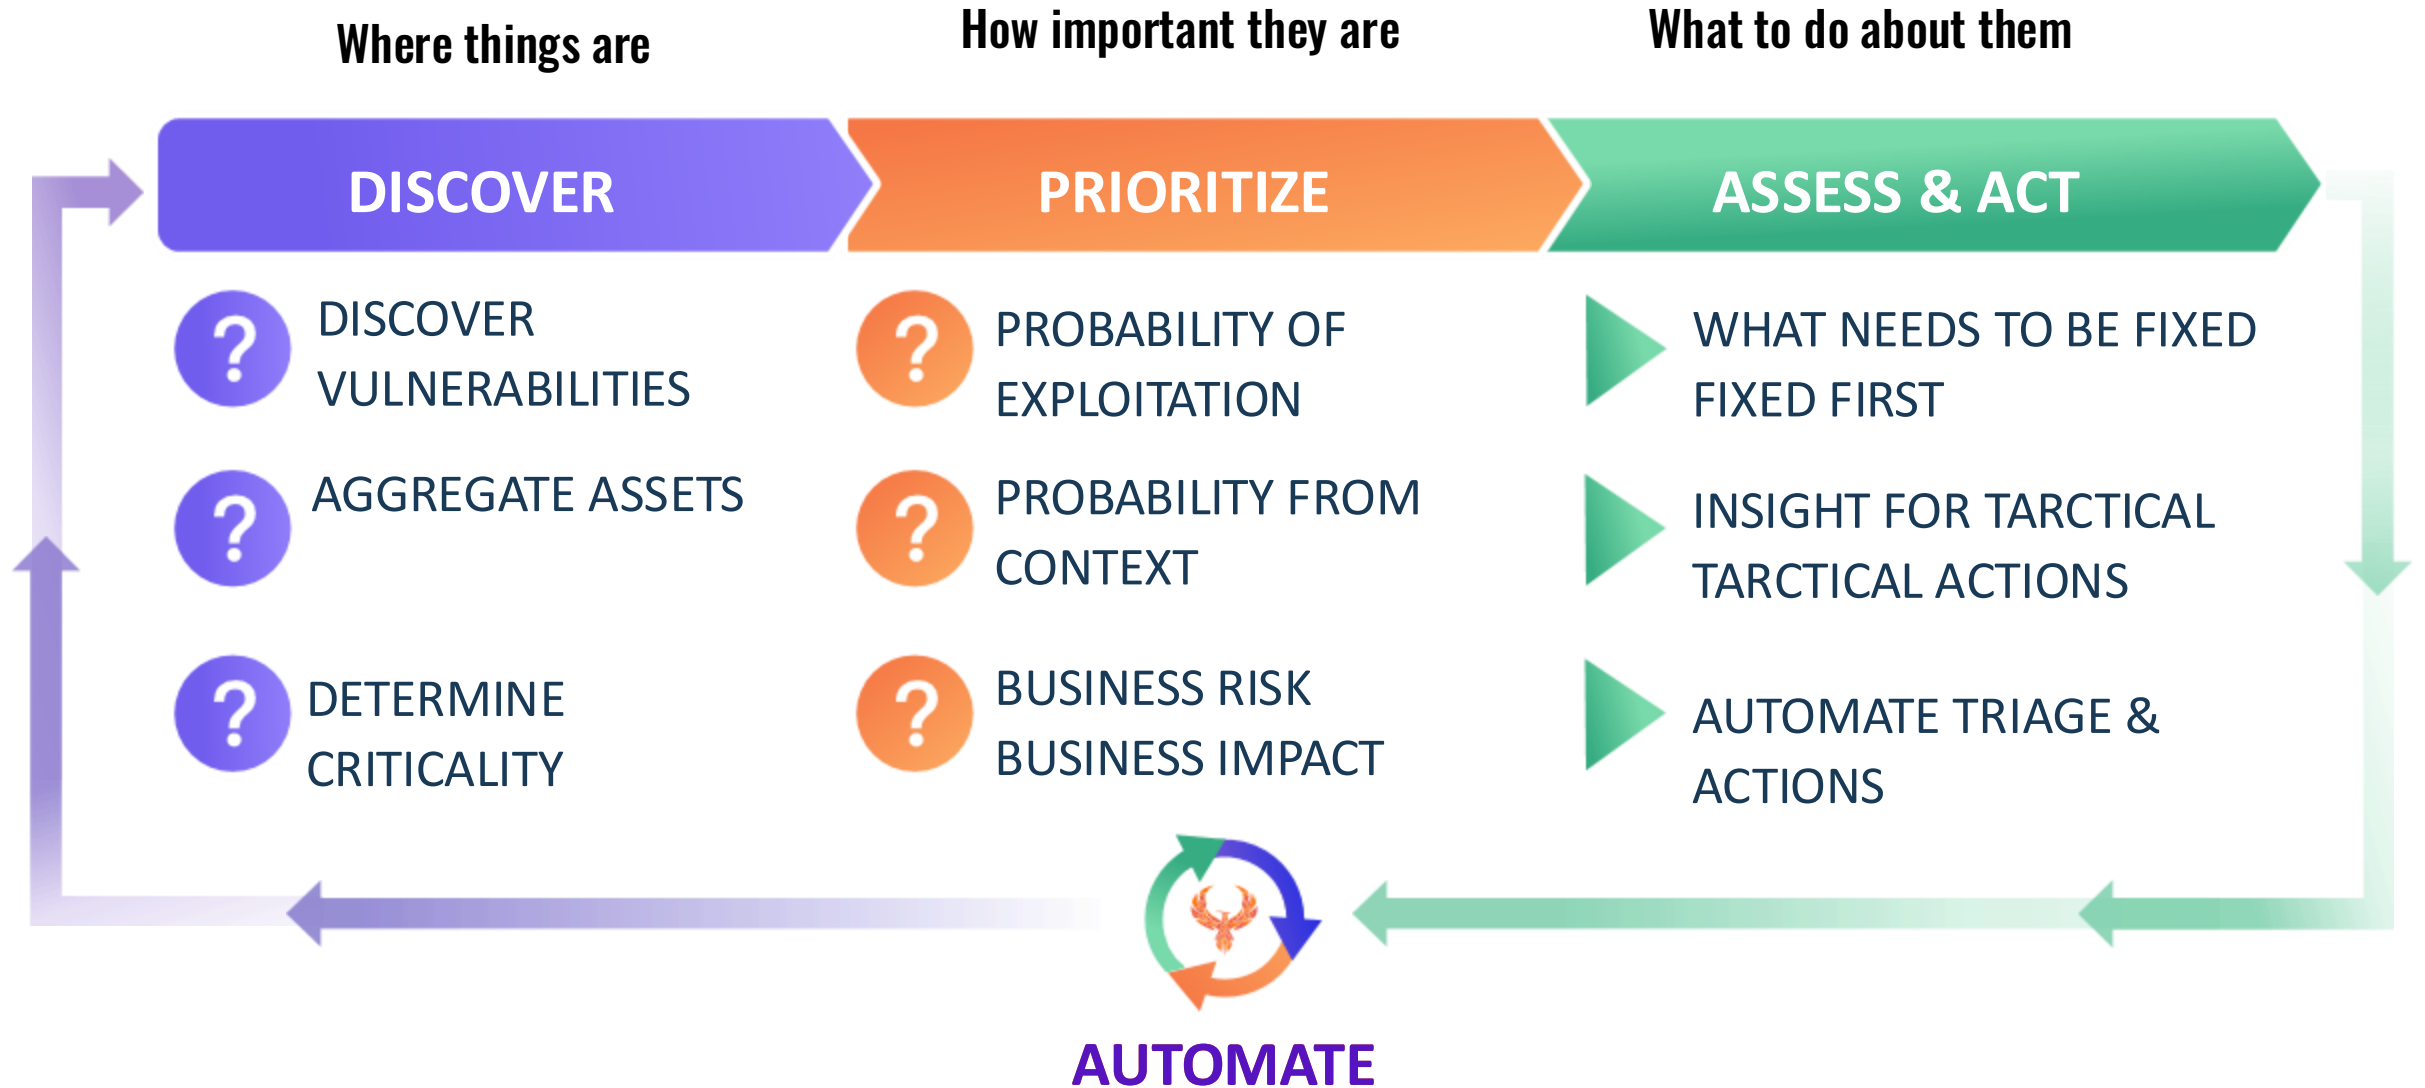 Where things are
How important they are
What to do about them
DISCOVER
PRIORITIZE
ASSESS & ACT
?
DISCOVER
VULNERABILITIES
?
AGGREGATE ASSETS
?
DETERMINE
CRITICALITY
?
PROBABILITY OF
EXPLOITATION
?
PROBABILITY FROM
CONTEXT
?
BUSINESS RISK
BUSINESS IMPACT
WHAT NEEDS TO BE FIXED
FIXED FIRST
INSIGHT FOR TARCTICAL
TARCTICAL ACTIONS
AUTOMATE TRIAGE &
ACTIONS
AUTOMATE